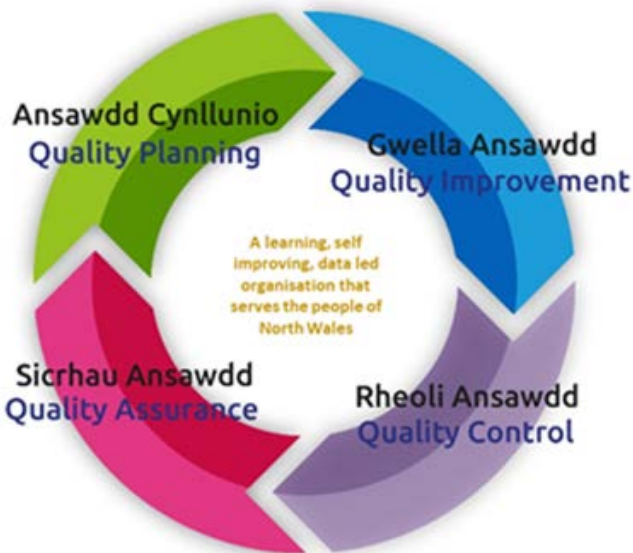 Ansawdd Cynllunio
Quality Planning
Gwella Ansawdd
Quality Improvement
A learning, self
improving, data led
organisation that
serves the people of
North Wales
Sicrhau Ansawdd
Quality Assurance
Rheoli Ansawdd
Quality Control